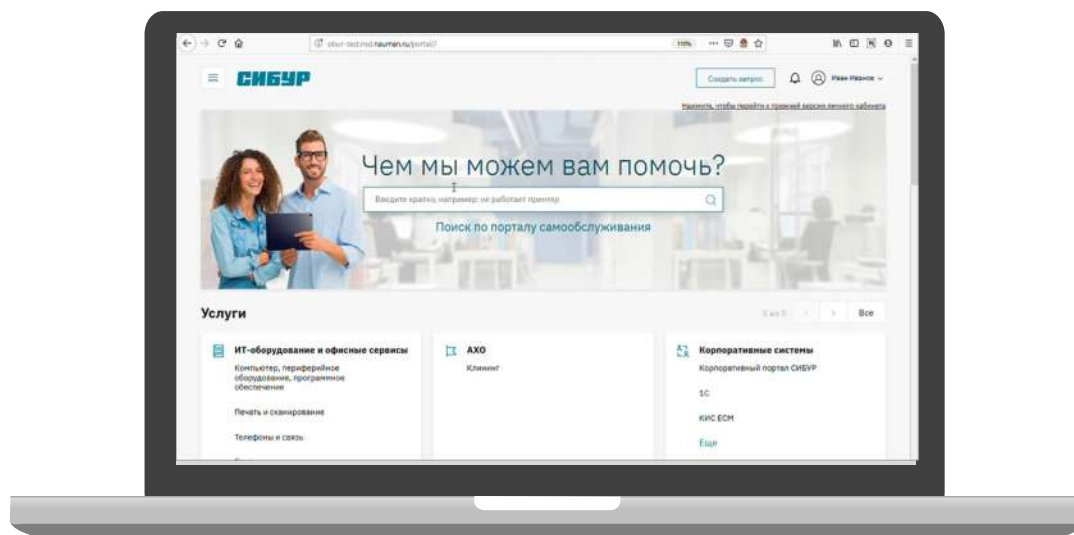 110%
СИБУР
Создать запрос
Иван Иванов
Нажмите, чтобы перейти к прежней версии личного кабинета
Чем мы можем вам помочь?
Введите кратко, например: не работает принтер
Поиск по порталу самообслуживания
Услуги
Все
ИТ-оборудование и офисные сервисы
Компьютер, периферийное
оборудование, программное
обеспечение
Печать и сканирование
Телефоны и связь
АХО
Клининг
Корпоративные системы
Корпоративный портал СИБУР
1С
КИС ЕСМ
Еще